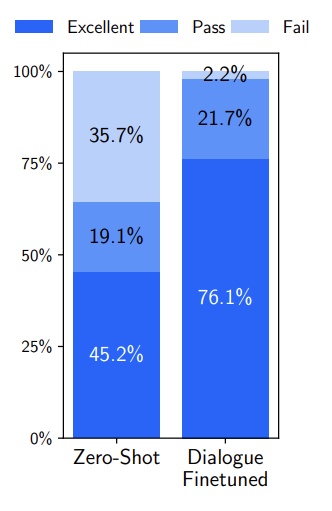 Excellent Pass Fail
100%
75%
50%
25%
0%
35.7%
19.1%
45.2%
2.2%
21.7%
76.1%
Zero-Shot
Dialogue
Finetuned